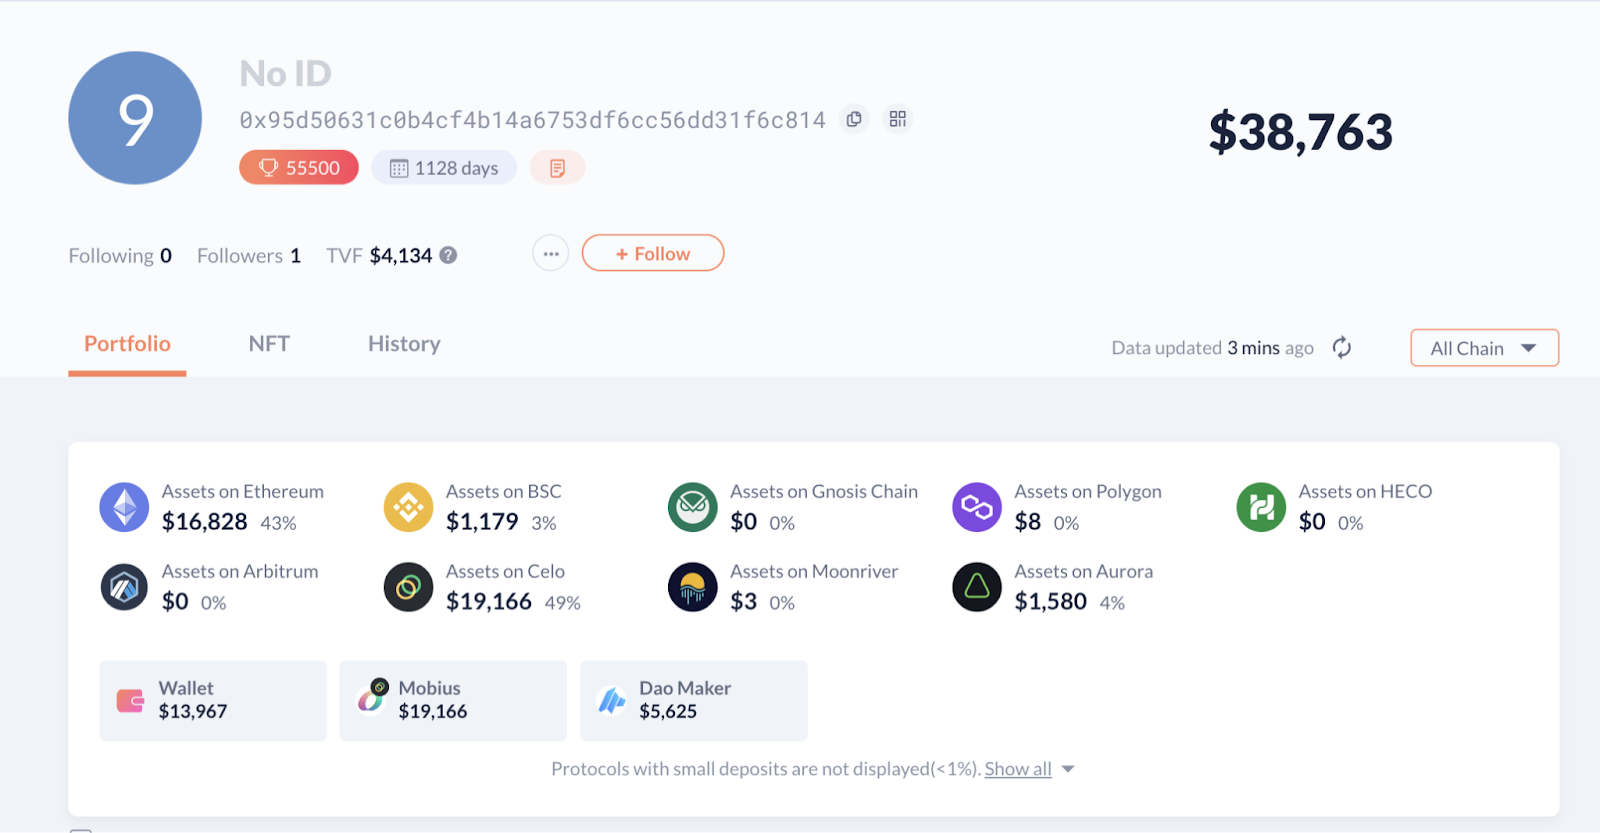 9
No ID
0x95d50631c0b4cf4b14a6753df6cc56dd31f6c814
$38,763
55500
1128 days
Following 0 Followers 1 TVF $4,134 ?
... + Follow
Portfolio NFT History
Data updated 3 mins ago
All Chain
Assets on Ethereum
$16,828 43%
Assets on BSC
$1,179 3%
Assets on Gnosis Chain
$0 0%
Assets on Polygon
$8 0%
Assets on HECO
$0 0%
Assets on Arbitrum
$0 0%
Assets on Celo
$19,166 49%
Assets on Moonriver
$3 0%
Assets on Aurora
$1,580 4%
Wallet
$13,967
Mobius
$19,166
Dao Maker
$5,625
Protocols with small deposits are not displayed(<1%). Show all